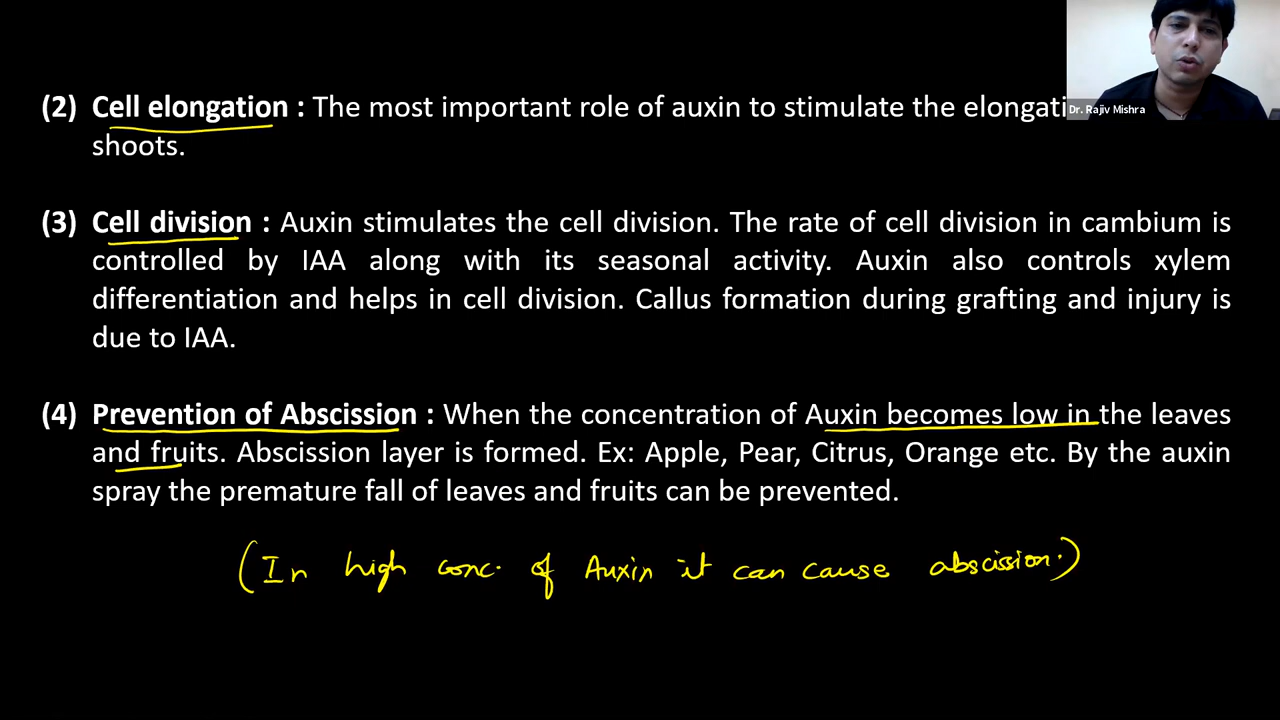 (2) Cell elongation : The most important role of auxin to stimulate the elongati
Dr. Rajiv Mishra
shoots.
(3) Cell division : Auxin stimulates the cell division. The rate of cell division in cambium is
controlled by IAA along with its seasonal activity. Auxin also controls xylem
differentiation and helps in cell division. Callus formation during grafting and injury is
due to IAA.
(4) Prevention of Abscission : When the concentration of Auxin becomes low in the leaves
and fruits. Abscission layer is formed. Ex: Apple, Pear, Citrus, Orange etc. By the auxin
spray the premature fall of leaves and fruits can be prevented.
(In high conc. of Auxin it can cause abscission.)